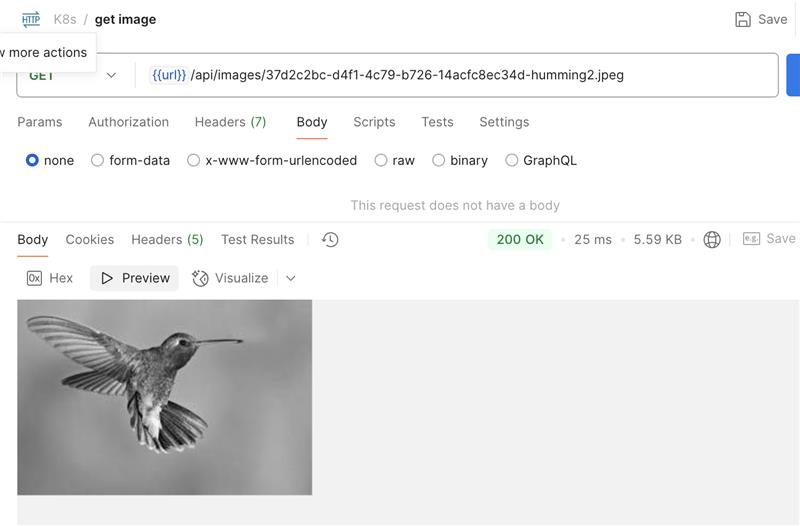 HTTP K8s / get image Save
w more actions
GET {{url}} /api/images/37d2c2bc-d4f1-4c79-b726-14acfc8ec34d-humming2.jpeg
Params Authorization Headers (7) Body Scripts Tests Settings
none form-data x-www-form-urlencoded raw binary GraphQL
This request does not have a body
Body Cookies Headers (5) Test Results 200 OK • 25 ms • 5.59 KB • e.g. Save
0x Hex Preview Visualize